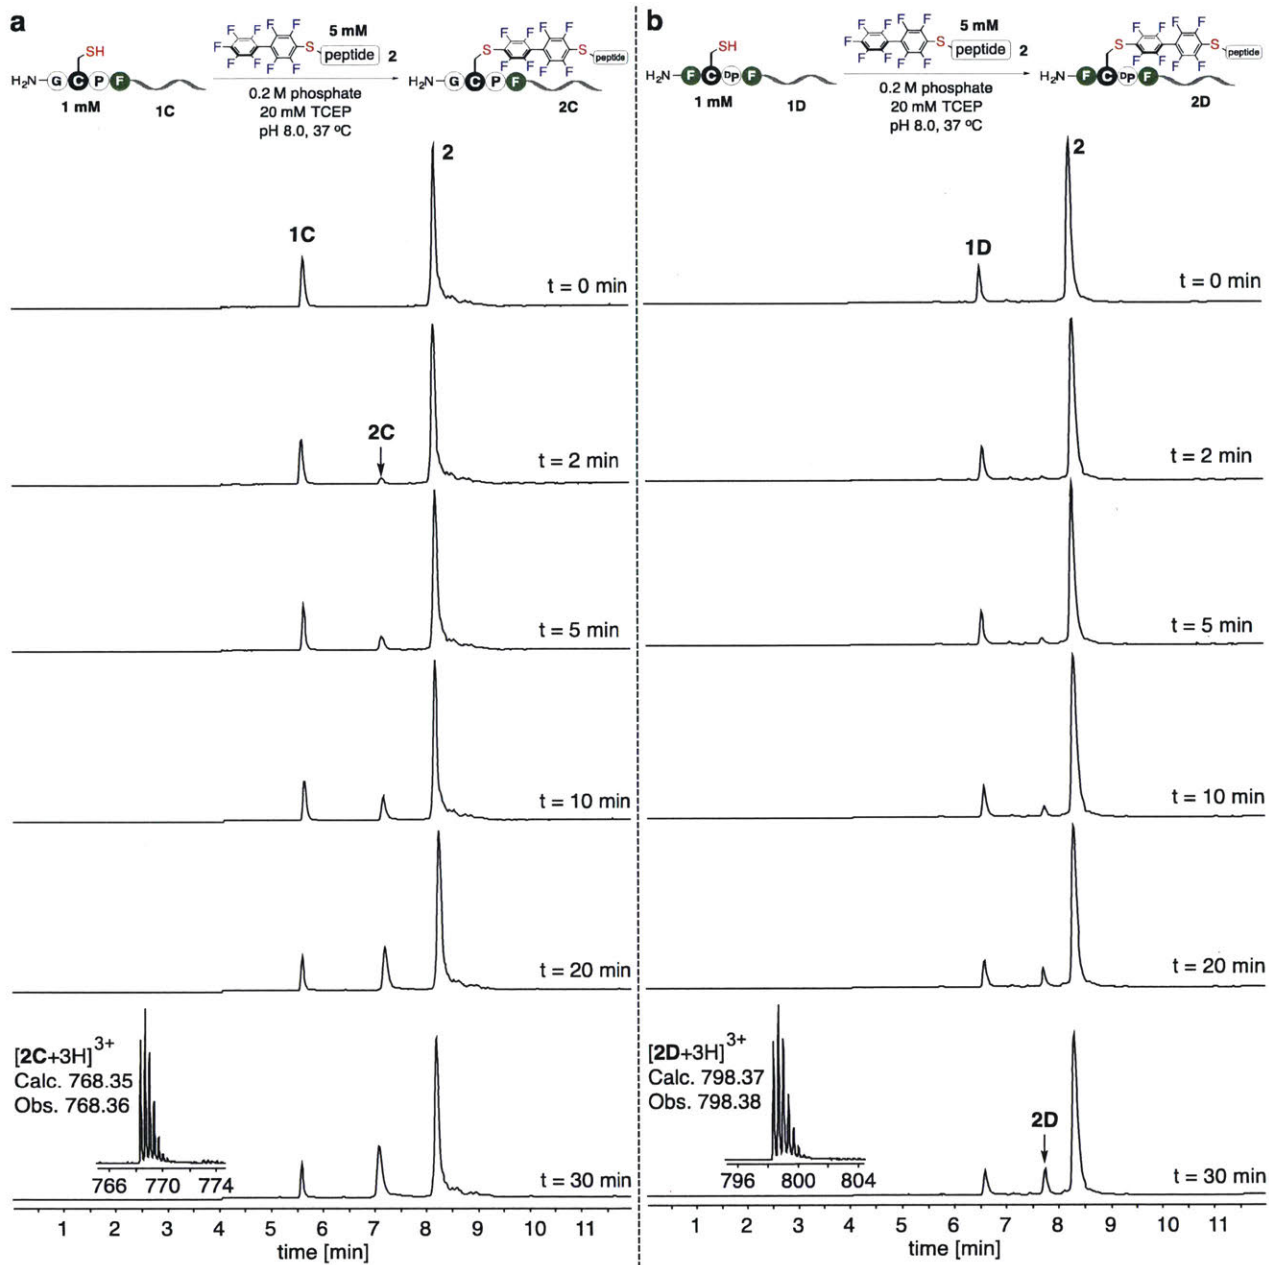 a
SH
H₂N G C P F
1 mM
1C
F F F F F F F F F
S
5 mM
peptide 2
0.2 M phosphate
20 mM TCEP
pH 8.0, 37 ºC
S F F F F F F F F S peptide
H₂N G C P F
2C
2
1C
t = 0 min
2C
t = 2 min
t = 5 min
t = 10 min
t = 20 min
[2C+3H]³⁺
Calc. 768.35
Obs. 768.36
766 770 774
t = 30 min
1 2 3 4 5 6 7 8 9 10 11
time [min]
b
SH
H₂N F C ᴰP F
1 mM
1D
F F F F F F F F F
S
5 mM
peptide 2
0.2 M phosphate
20 mM TCEP
pH 8.0, 37 ºC
S F F F F F F F F S peptide
H₂N F C ᴰP F
2D
2
1D
t = 0 min
t = 2 min
t = 5 min
t = 10 min
t = 20 min
[2D+3H]³⁺
Calc. 798.37
Obs. 798.38
796 800 804
2D
t = 30 min
1 2 3 4 5 6 7 8 9 10 11
time [min]